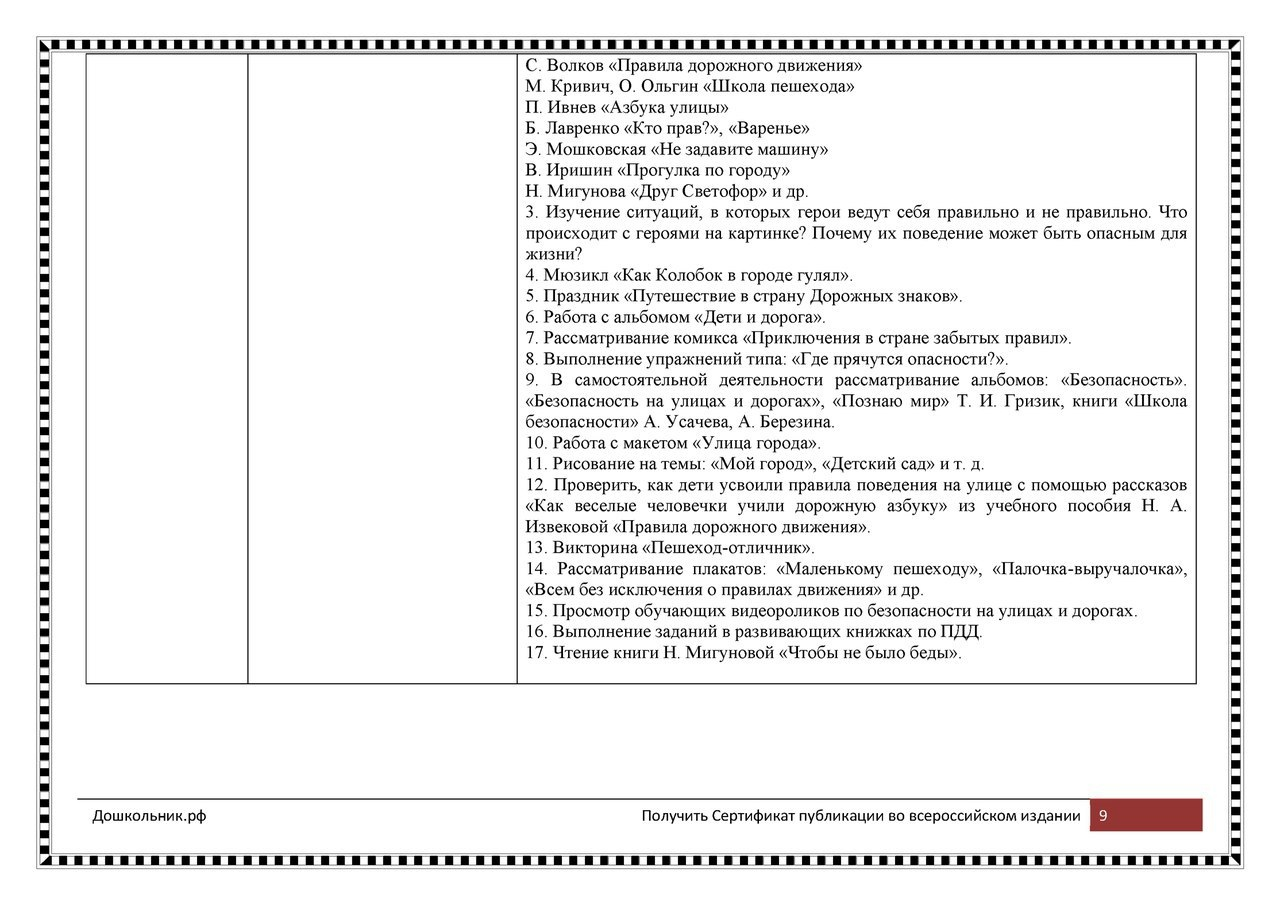 С. Волков «Правила дорожного движения»
М. Кривич, О. Ольгин «Школа пешехода»
П. Ивнев «Азбука улицы»
Б. Лавренко «Кто прав?», «Варенье»
Э. Мошковская «Не задавите машину»
В. Иришин «Прогулка по городу»
Н. Мигунова «Друг Светофор» и др.
3. Изучение ситуаций, в которых герои ведут себя правильно и не правильно. Что
происходит с героями на картинке? Почему их поведение может быть опасным для
жизни?
4. Мюзикл «Как Колобок в городе гулял».
5. Праздник «Путешествие в страну Дорожных знаков».
6. Работа с альбомом «Дети и дорога».
7. Рассматривание комикса «Приключения в стране забытых правил».
8. Выполнение упражнений типа: «Где прячутся опасности?».
9. В самостоятельной деятельности рассматривание альбомов: «Безопасность».
«Безопасность на улицах и дорогах», «Познаю мир» Т. И. Гризик, книги «Школа
безопасности» А. Усачева, А. Березина.
10. Работа с макетом «Улица города».
11. Рисование на темы: «Мой город», «Детский сад» и т. д.
12. Проверить, как дети усвоили правила поведения на улице с помощью рассказов
«Как веселые человечки учили дорожную азбуку» из учебного пособия Н. А.
Извековой «Правила дорожного движения».
13. Викторина «Пешеход-отличник».
14. Рассматривание плакатов: «Маленькому пешеходу», «Палочка-выручалочка»,
«Всем без исключения о правилах движения» и др.
15. Просмотр обучающих видеороликов по безопасности на улицах и дорогах.
16. Выполнение заданий в развивающих книжках по ПДД.
17. Чтение книги Н. Мигуновой «Чтобы не было беды».
Дошкольник.рф
Получить Сертификат публикации во всероссийском издании 9